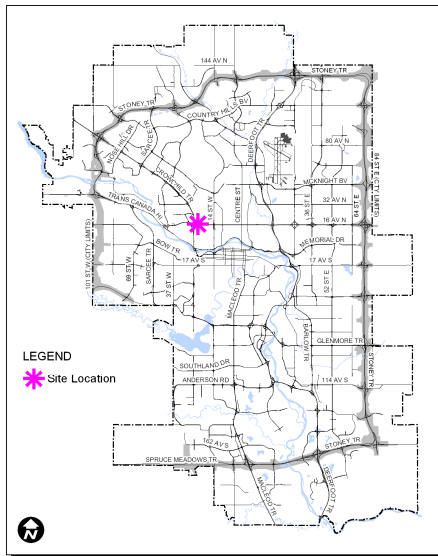 144 AV N
STONEY TR
STONEY TR
COUNTRY HILLS BV
NOSE HILL DR
SARCEE TR
DEERFOOT TR
80 AV N
CROWCHILD TR
MCKNIGHT BV
84 ST E (CITY LIMITS)
TRANS CANADA HI
14 ST W
CENTRE ST
36 ST E
32 AV N
64 ST E
16 AV N
101 ST W (CITY LIMITS)
BOW TR
MEMORIAL DR
SARCEE TR
17 AV S
17 AV S
69 ST W
37 ST W
MACLEOD TR
52 ST E
BARLOW TR
GLENMORE TR
LEGEND
Site Location
SOUTHLAND DR
STONEY TR
ANDERSON RD
114 AV S
162 AV S
STONEY TR
SPRUCE MEADOWS TR
MACLEOD TR
DEERFOOT TR
N